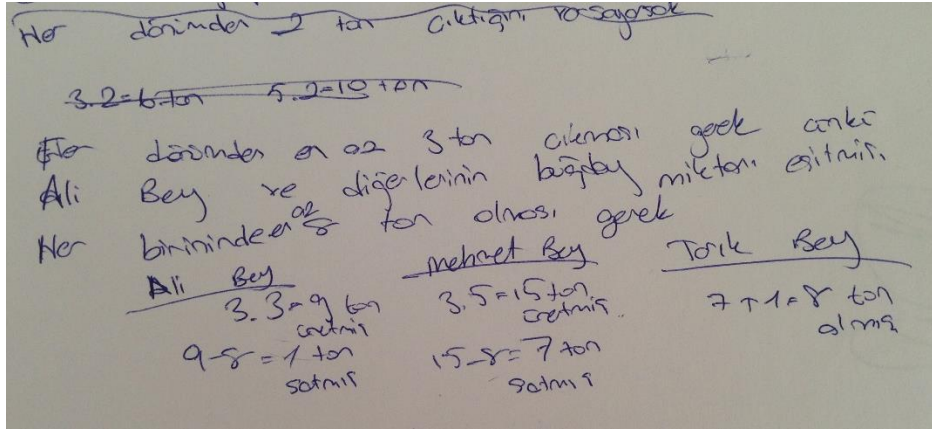 Her dönümden 2 ton çıktığını varsayarsak
3.2=6 ton 5.2=10 ton
Her dönümden en az 3 ton çıkması gerek çünkü
Ali Bey ve diğerlerinin buğday miktarı eşitmiş.
Her birininde en az 8 ton olması gerek
Ali Bey Mehmet Bey Tarık Bey
3.3=9 ton üretmiş 3.5=15 ton üretmiş 7+1=8 ton almış
9-8=1 ton satmış 15-8=7 ton satmış